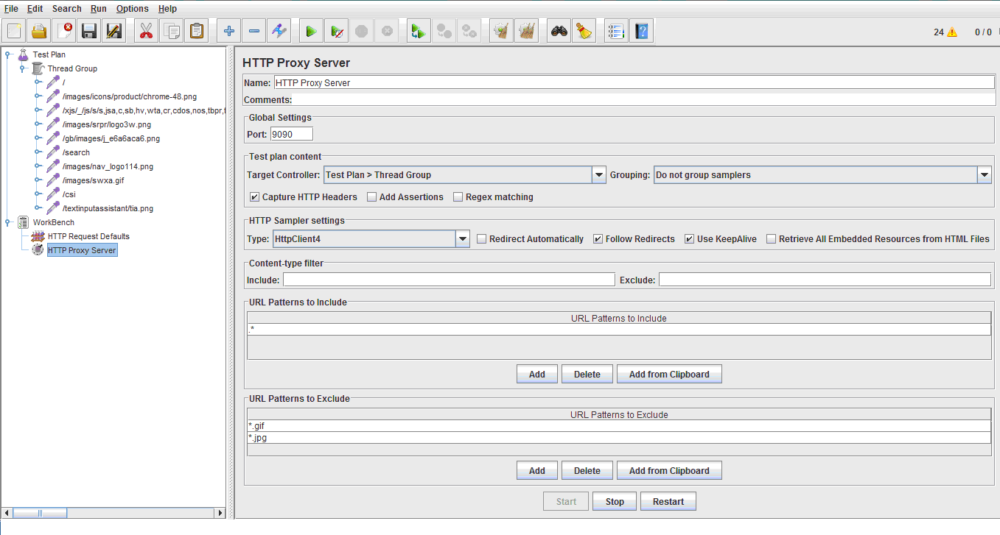 File Edit Search Run Options Help
24 0 / 0
Test Plan
Thread Group
/
/images/icons/product/chrome-48.png
/xjs/_/js/s/s,jsa,c,sb,hv,wta,cr,cdos,nos,tbpr,
/images/srpr/logo3w.png
/gb/images/j_e6a6aca6.png
/search
/images/nav_logo114.png
/images/swxa.gif
/csi
/textinputassistant/tia.png
WorkBench
HTTP Request Defaults
HTTP Proxy Server
HTTP Proxy Server
Name: HTTP Proxy Server
Comments:
Global Settings
Port: 9090
Test plan content
Target Controller: Test Plan > Thread Group Grouping: Do not group samplers
Capture HTTP Headers Add Assertions Regex matching
HTTP Sampler settings
Type: HttpClient4 Redirect Automatically Follow Redirects Use KeepAlive Retrieve All Embedded Resources from HTML Files
Content-type filter
Include: Exclude:
URL Patterns to Include
URL Patterns to Include
.*
Add Delete Add from Clipboard
URL Patterns to Exclude
URL Patterns to Exclude
*.gif
*.jpg
Add Delete Add from Clipboard
Start Stop Restart